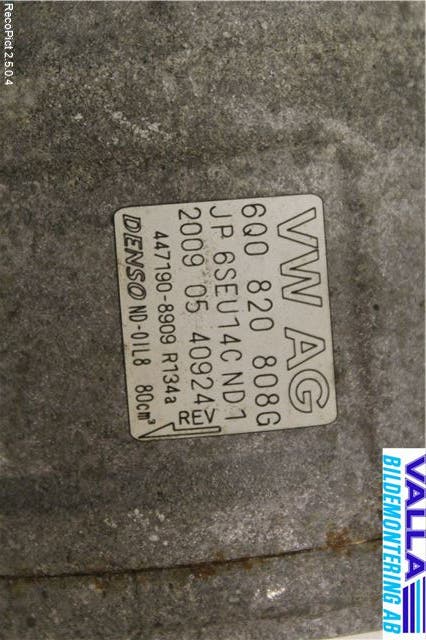 RecoPict 2.5.0.4
VW AG
6Q0 820 808G
JP 6SEU14C ND1
2009 05 40924
447190-8909 R134a
REV
DENSO ND-OIL8 80cm³
VALLA
BILDEMONTERING AB